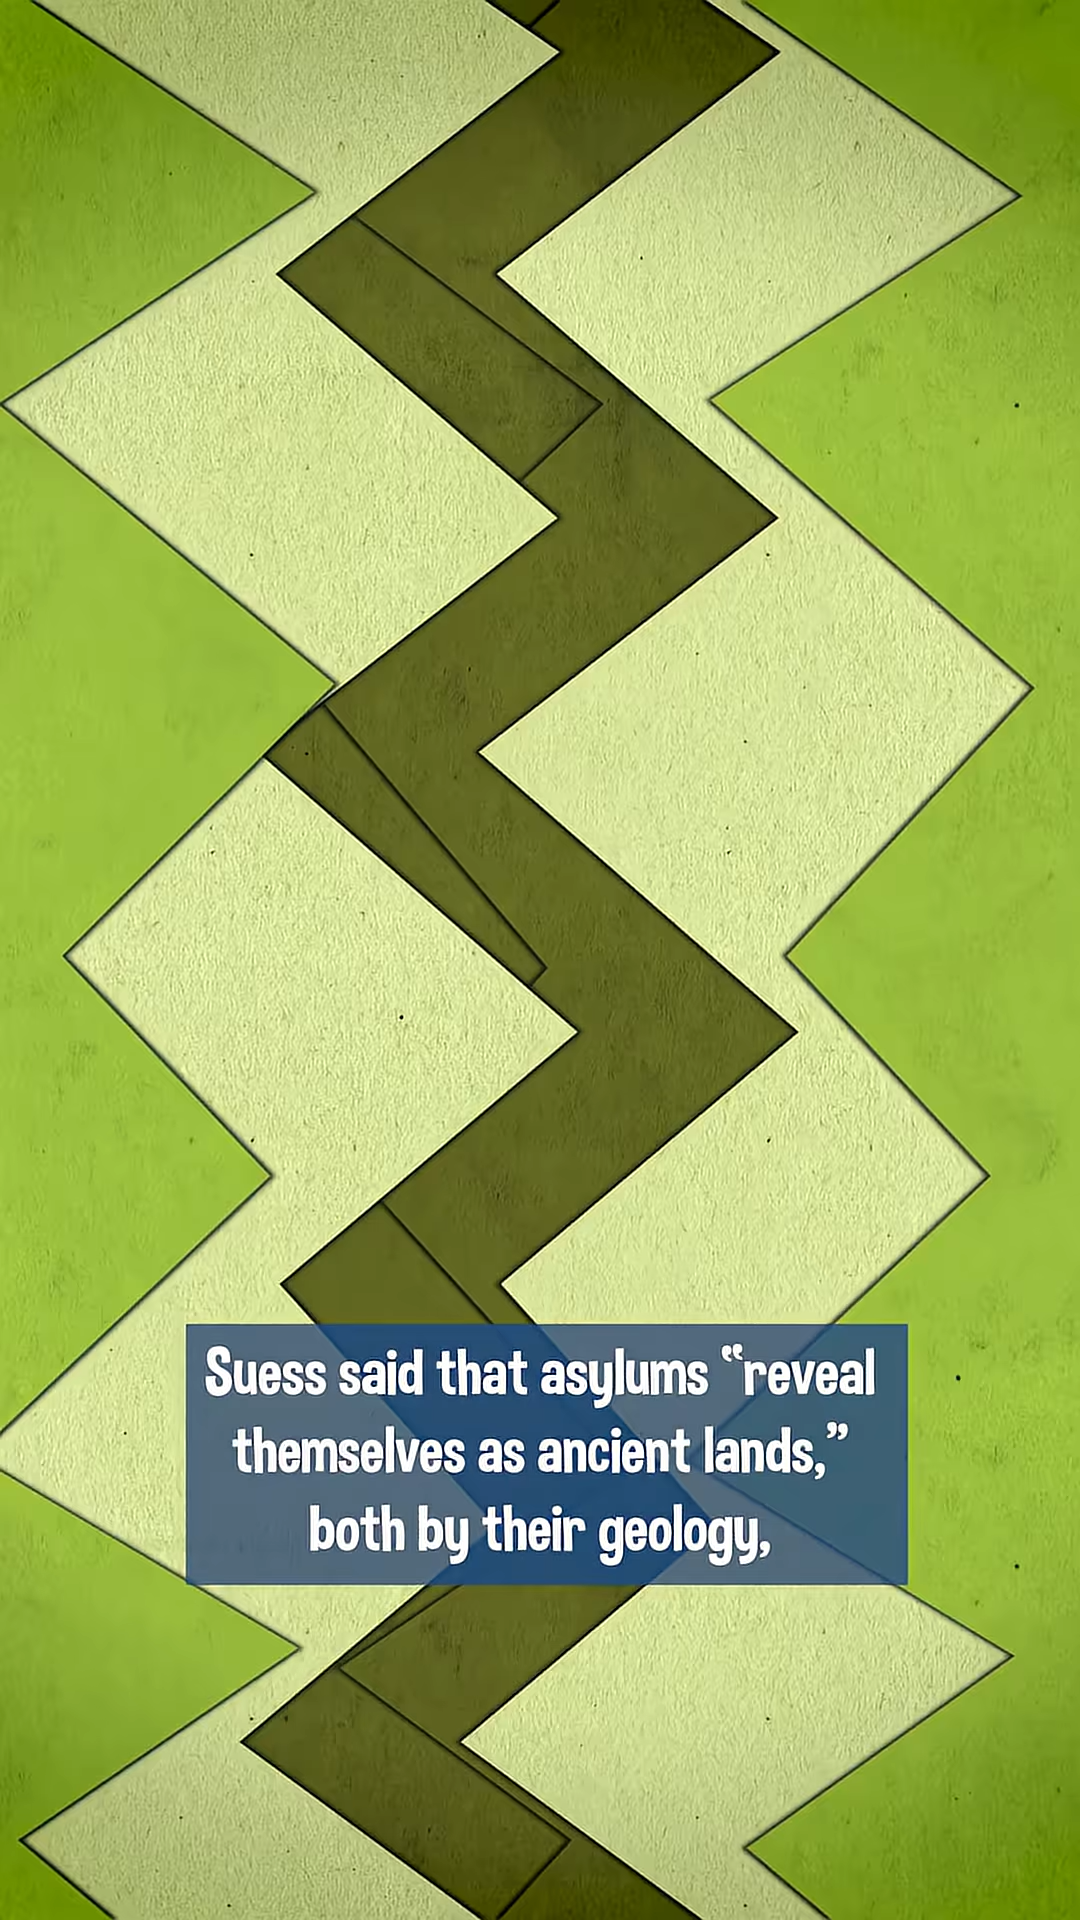 Suess said that asylums “reveal
themselves as ancient lands,”
both by their geology,